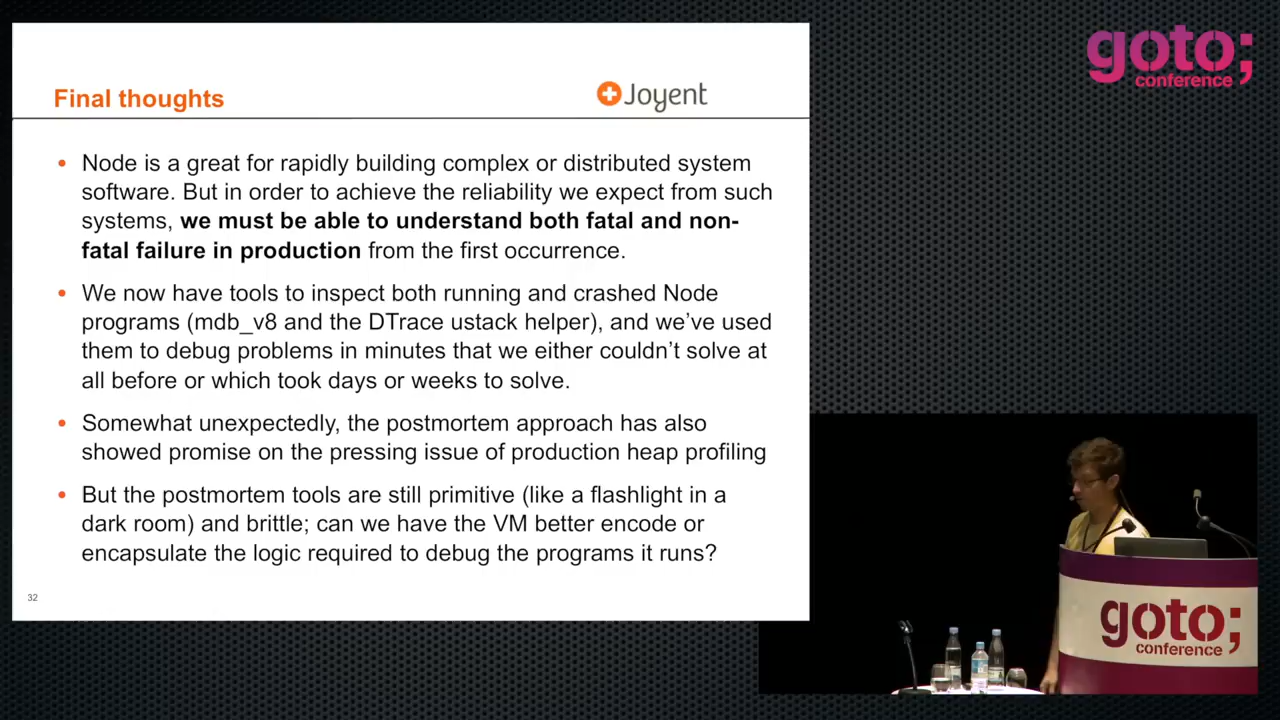 Final thoughts
Joyent
• Node is a great for rapidly building complex or distributed system
software. But in order to achieve the reliability we expect from such
systems, we must be able to understand both fatal and non-
fatal failure in production from the first occurrence.
• We now have tools to inspect both running and crashed Node
programs (mdb_v8 and the DTrace ustack helper), and we’ve used
them to debug problems in minutes that we either couldn’t solve at
all before or which took days or weeks to solve.
• Somewhat unexpectedly, the postmortem approach has also
showed promise on the pressing issue of production heap profiling
• But the postmortem tools are still primitive (like a flashlight in a
dark room) and brittle; can we have the VM better encode or
encapsulate the logic required to debug the programs it runs?
32
goto;
conference
goto;
conference